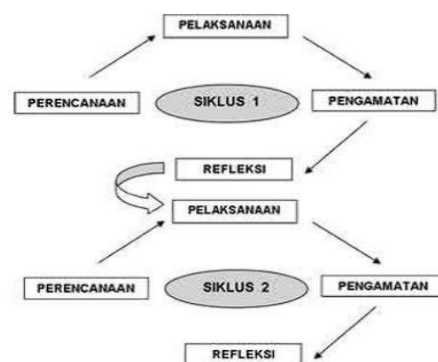 PELAKSANAAN
PERENCANAAN
SIKLUS 1
PENGAMATAN
REFLEKSI
PELAKSANAAN
PERENCANAAN
SIKLUS 2
PENGAMATAN
REFLEKSI